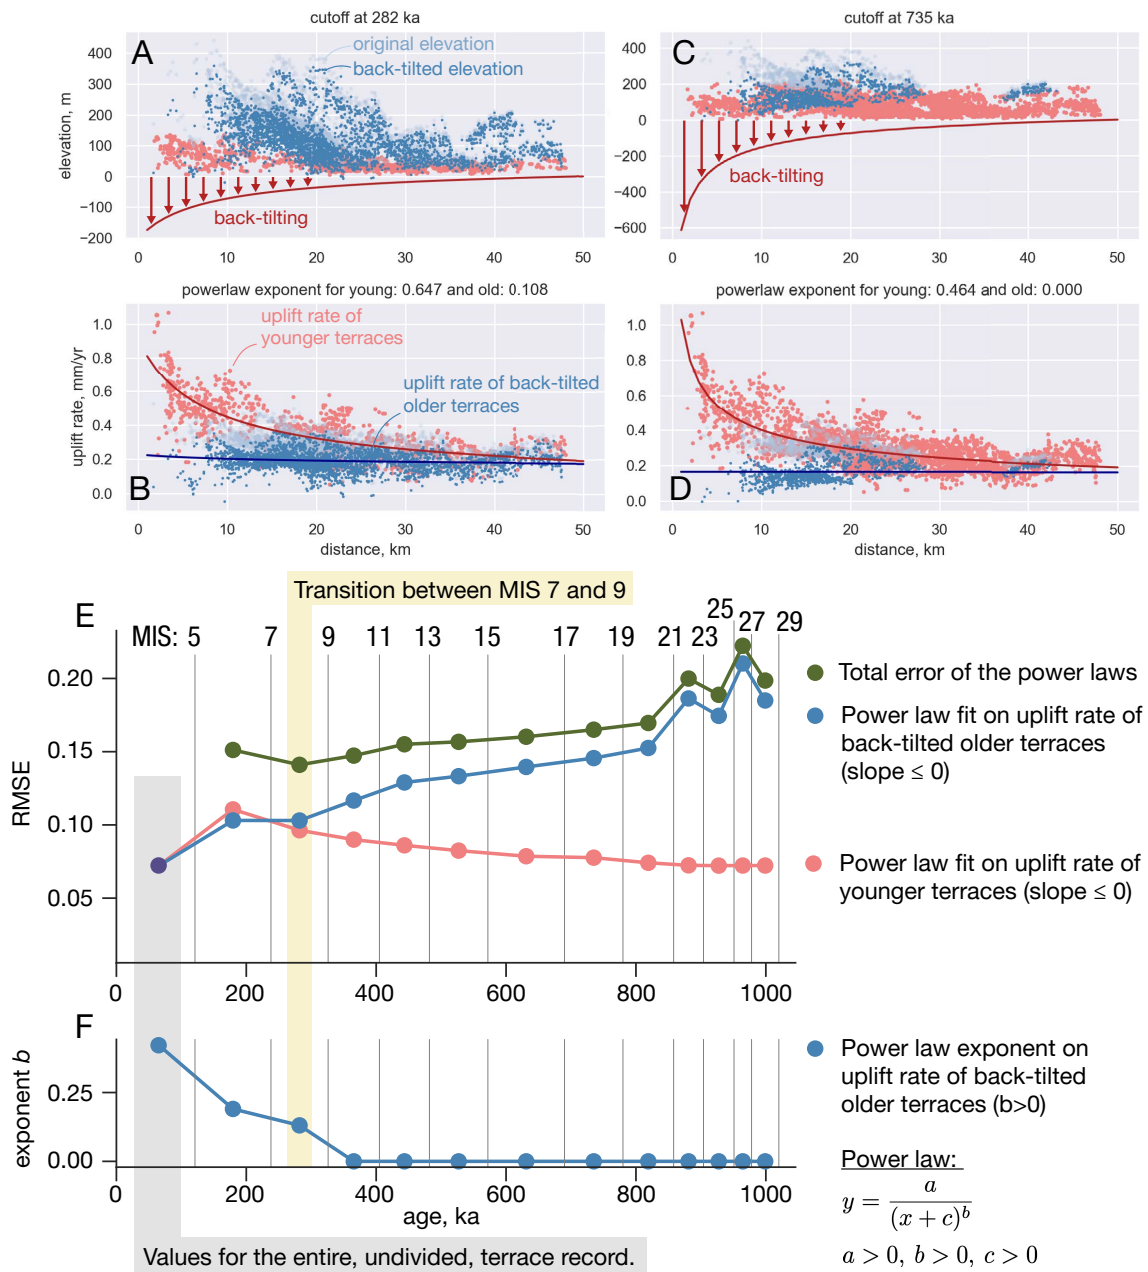 cutoff at 282 ka
A
original elevation
back-tilted elevation
400
300
200
100
0
−100
−200
elevation, m
back-tilting
0
10
20
30
40
50
cutoff at 735 ka
C
400
200
0
−200
−400
−600
back-tilting
0
10
20
30
40
50
powerlaw exponent for young: 0.647 and old: 0.108
uplift rate of
younger terraces
uplift rate of back-tilted
older terraces
1.0
0.8
0.6
0.4
0.2
0.0
uplift rate, mm/yr
B
0
10
20
30
40
50
distance, km
powerlaw exponent for young: 0.464 and old: 0.000
1.0
0.8
0.6
0.4
0.2
0.0
D
0
10
20
30
40
50
distance, km
Transition between MIS 7 and 9
E
MIS: 5 7 9 11 13 15 17 19 21 23 25 27 29
0.20
0.15
0.10
0.05
RMSE
0 200 400 600 800 1000
Total error of the power laws
Power law fit on uplift rate of
back-tilted older terraces
(slope ≤ 0)
Power law fit on uplift rate of
younger terraces (slope ≤ 0)
F
0.25
0.00
exponent b
0 200 400 600 800 1000
age, ka
Power law exponent on
uplift rate of back-tilted
older terraces (b>0)
Power law:
y = a / (x + c)^b
a > 0, b > 0, c > 0
Values for the entire, undivided, terrace record.